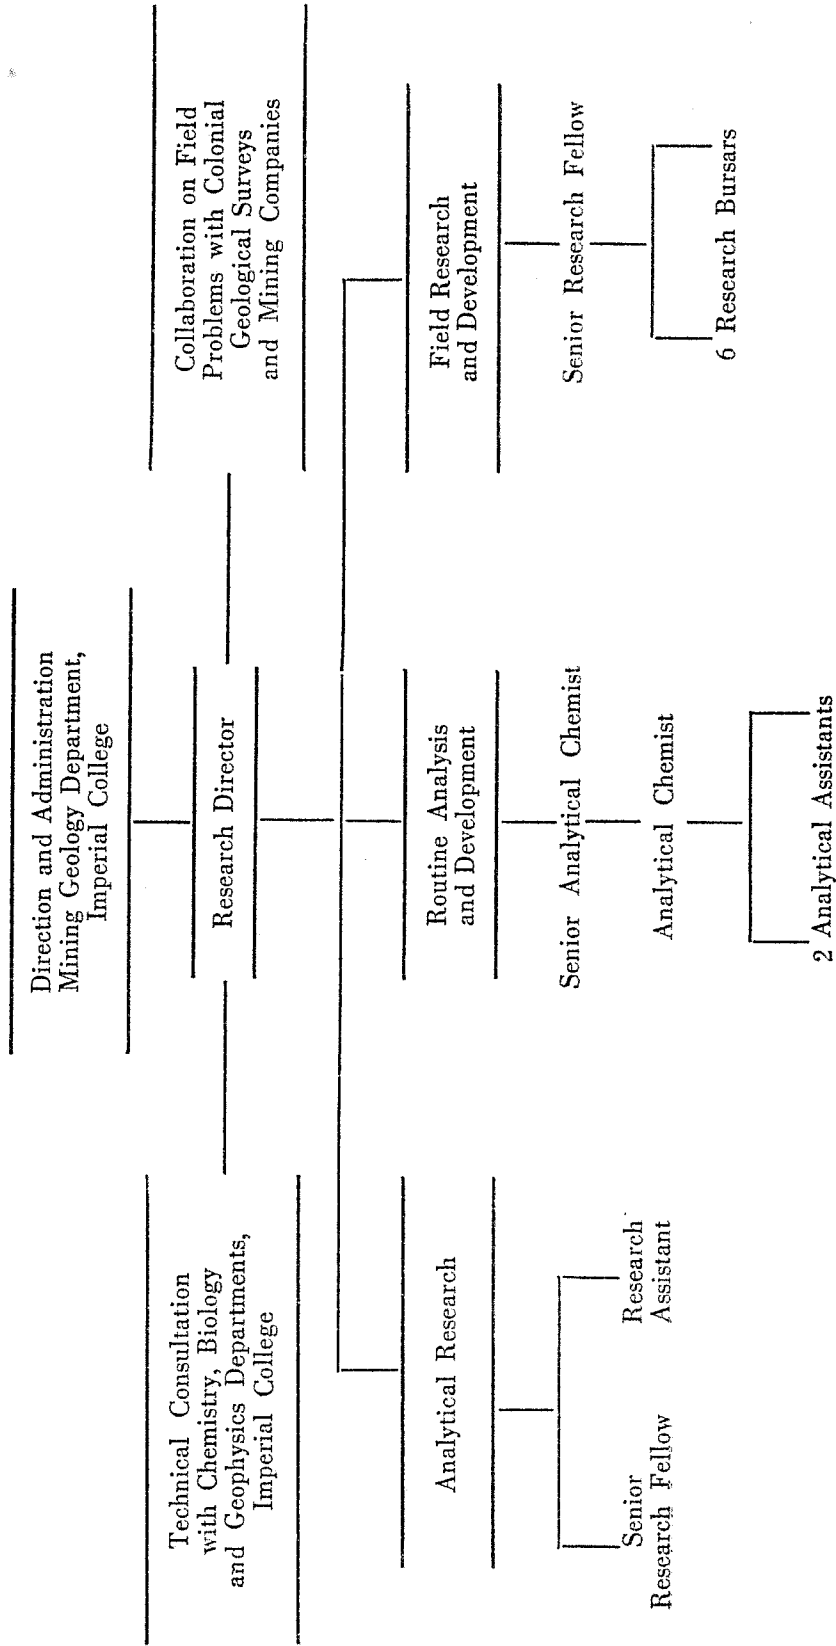 Direction and Administration
Mining Geology Department,
Imperial College
Technical Consultation
with Chemistry, Biology
and Geophysics Departments,
Imperial College
Research Director
Collaboration on Field
Problems with Colonial
Geological Surveys
and Mining Companies
Analytical Research
Senior
Research Fellow
Research
Assistant
Routine Analysis
and Development
Senior Analytical Chemist
Analytical Chemist
2 Analytical Assistants
Field Research
and Development
Senior Research Fellow
6 Research Bursars